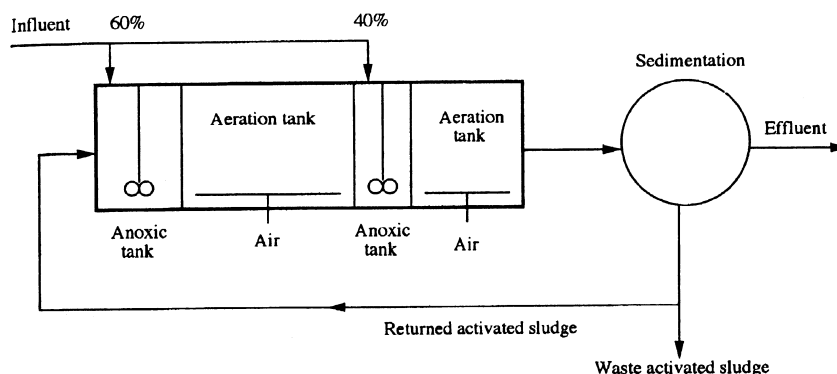 Influent
60%
40%
Sedimentation
Aeration tank
Aeration
tank
Effluent
Anoxic
tank
Air
Anoxic
tank
Air
Returned activated sludge
Waste activated sludge